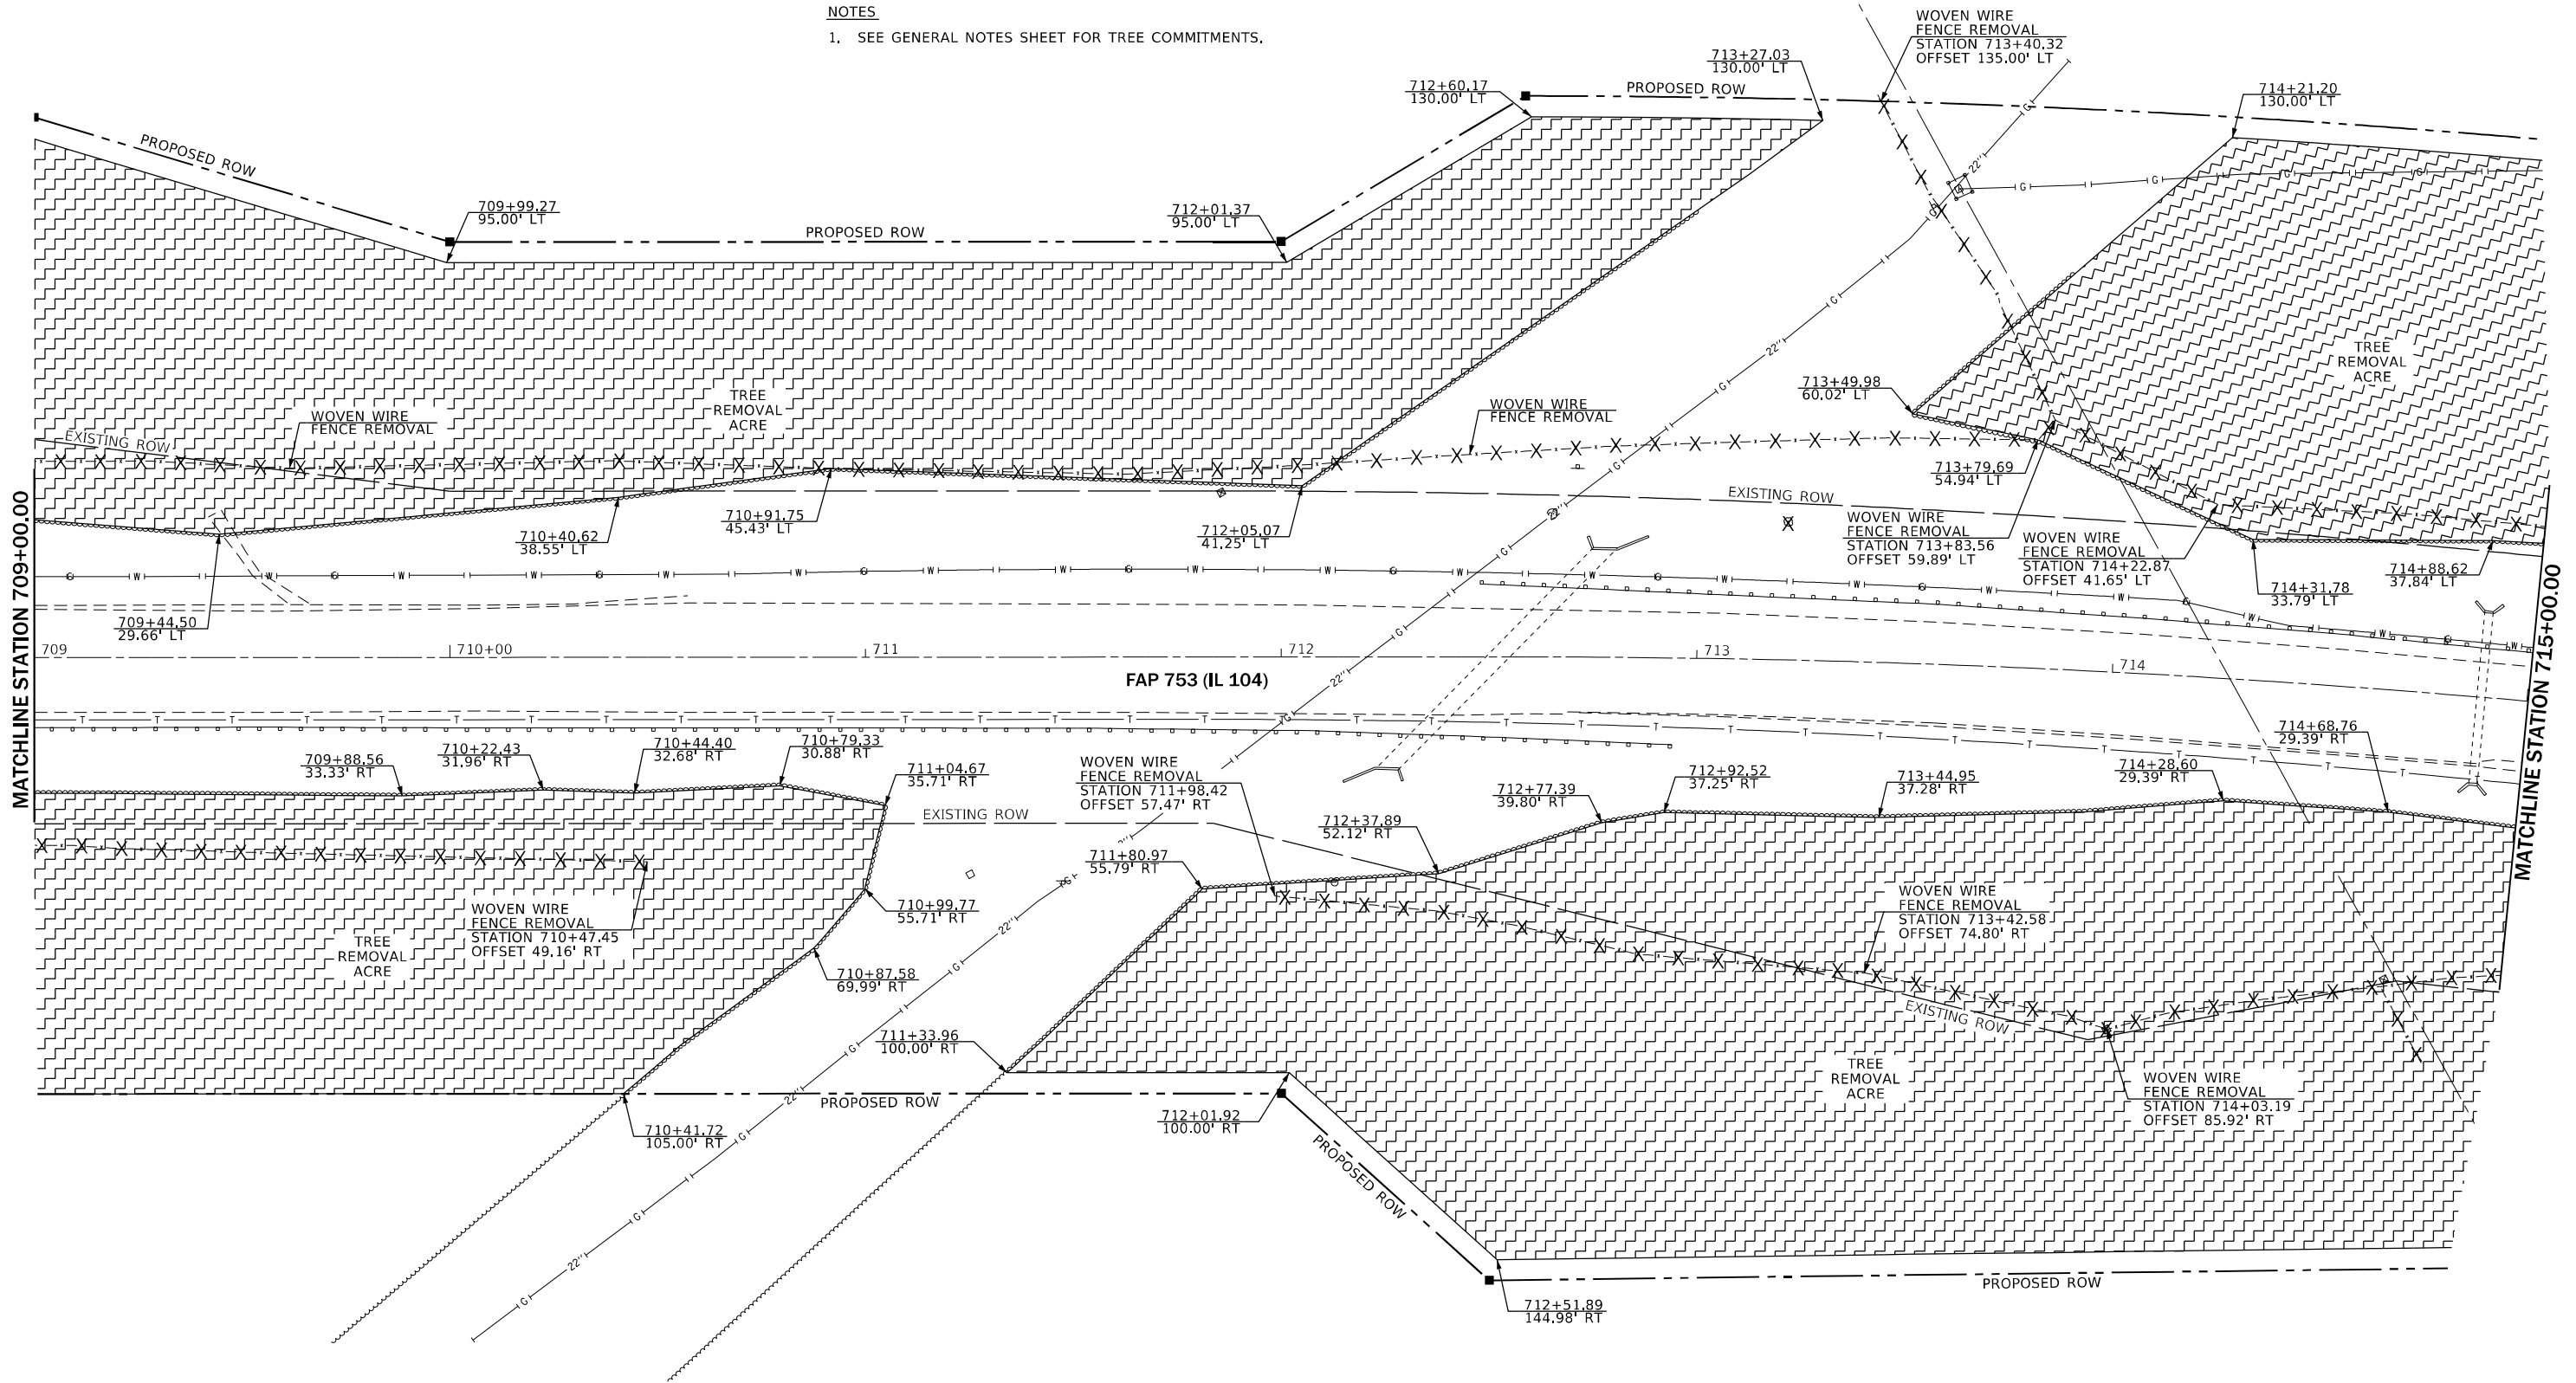 NOTES
1. SEE GENERAL NOTES SHEET FOR TREE COMMITMENTS.
WOVEN WIRE
FENCE REMOVAL
STATION 713+40.32
OFFSET 135.00' LT
713+27.03
130.00' LT
712+60.17
130.00' LT
PROPOSED ROW
714+21.20
130.00' LT
PROPOSED ROW
709+99.27
95.00' LT
712+01.37
95.00' LT
PROPOSED ROW
G
22"
G
G
G
G
G
G
22"
G
TREE
REMOVAL
ACRE
713+49.98
60.02' LT
TREE
REMOVAL
ACRE
WOVEN WIRE
FENCE REMOVAL
WOVEN WIRE
FENCE REMOVAL
EXISTING ROW
G
713+79.69
54.94' LT
EXISTING ROW
22"
710+91.75
45.43' LT
710+40.62
38.55' LT
712+05.07
41.25' LT
WOVEN WIRE
FENCE REMOVAL
STATION 713+83.56
OFFSET 59.89' LT
WOVEN WIRE
FENCE REMOVAL
STATION 714+22.87
OFFSET 41.65' LT
G
714+88.62
37.84' LT
714+31.78
33.79' LT
G W W G W G W W G W W G W W G W W G W W G W W G W W G W W G W W
709+44.50
29.66' LT
G
MATCHLINE STATION 709+00.00
MATCHLINE STATION 715+00.00
709
710+00
711
712
713
714
FAP 753 (IL 104)
22"
G
T T T T T T T T T T T T T T T T T T T T T T T T T T T T T T T T
709+88.56
33.33' RT
710+22.43
31.96' RT
710+44.40
32.68' RT
710+79.33
30.88' RT
711+04.67
35.71' RT
WOVEN WIRE
FENCE REMOVAL
STATION 711+98.42
OFFSET 57.47' RT
712+77.39
39.80' RT
712+92.52
37.25' RT
713+44.95
37.28' RT
714+28.60
29.39' RT
714+68.76
29.39' RT
EXISTING ROW
712+37.89
52.12' RT
711+80.97
55.79' RT
G
WOVEN WIRE
FENCE REMOVAL
STATION 710+47.45
OFFSET 49.16' RT
710+99.77
55.71' RT
22"
WOVEN WIRE
FENCE REMOVAL
STATION 713+42.58
OFFSET 74.80' RT
TREE
REMOVAL
ACRE
G
710+87.58
69.99' RT
EXISTING ROW
711+33.96
100.00' RT
G
TREE
REMOVAL
ACRE
WOVEN WIRE
FENCE REMOVAL
STATION 714+03.19
OFFSET 85.92' RT
22"
PROPOSED ROW
712+01.92
100.00' RT
710+41.72
105.00' RT
G
PROPOSED ROW
G
22"
G
PROPOSED ROW
712+51.89
144.98' RT